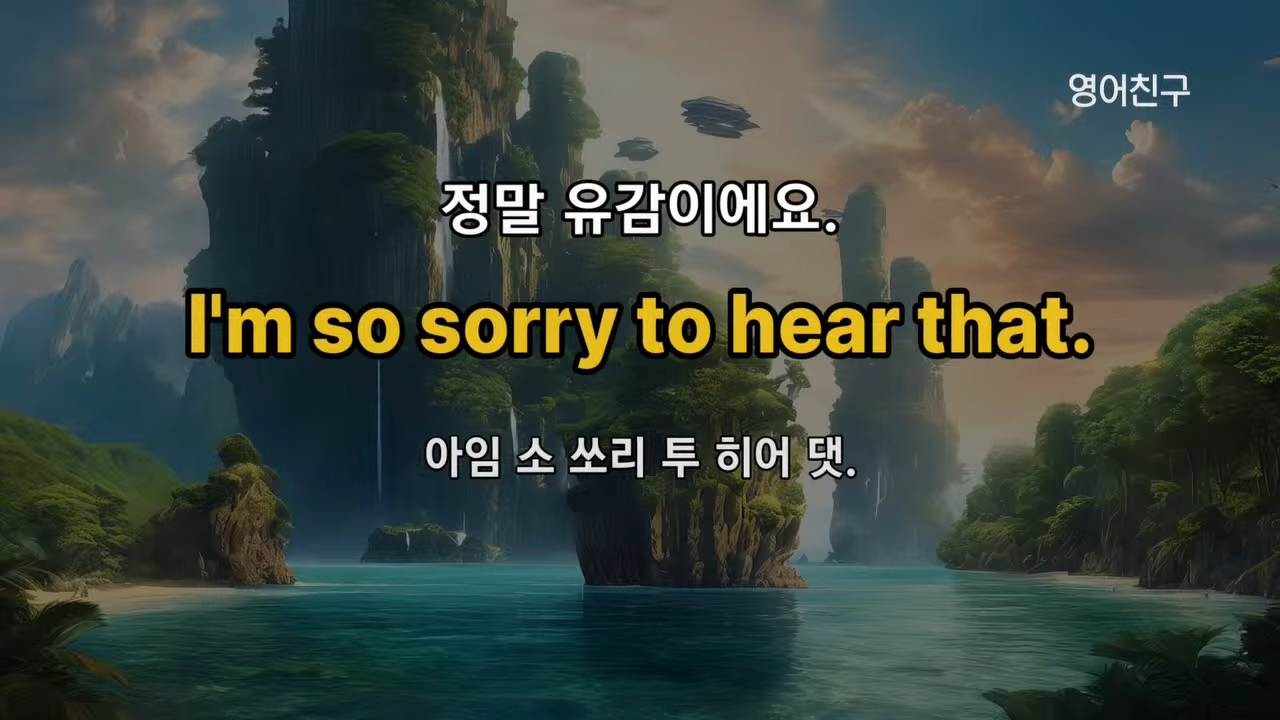 영어친구
정말 유감이에요.
I'm so sorry to hear that.
아임 소 쏘리 투 히어 댓.